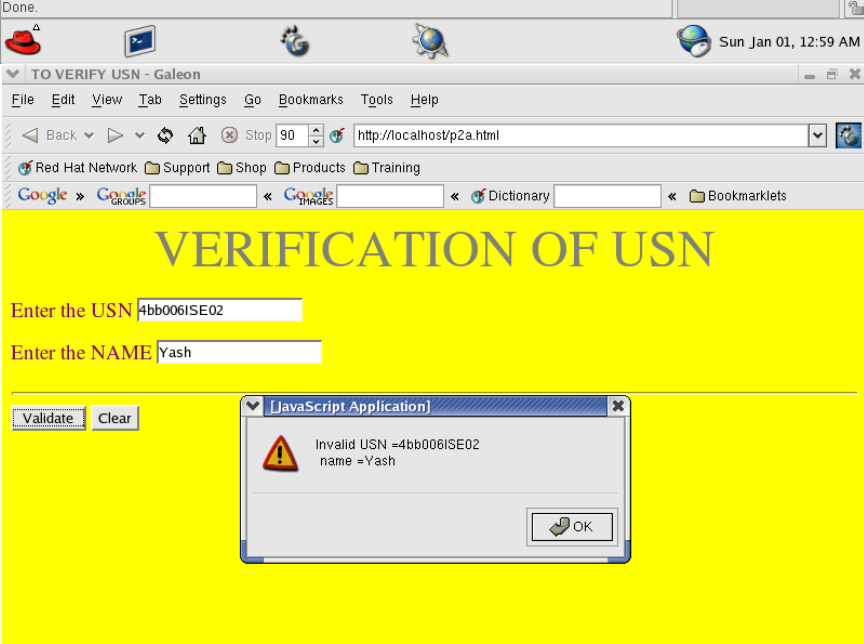 Done.
Sun Jan 01, 12:59 AM
TO VERIFY USN - Galeon
File Edit View Tab Settings Go Bookmarks Tools Help
Back Stop 90 http://localhost/p2a.html
Red Hat Network Support Shop Products Training
Google » Google GROUPS « Google IMAGES « Dictionary « Bookmarklets
VERIFICATION OF USN
Enter the USN 4bb006ISE02
Enter the NAME Yash
Validate Clear
[JavaScript Application]
Invalid USN =4bb006ISE02
name =Yash
OK